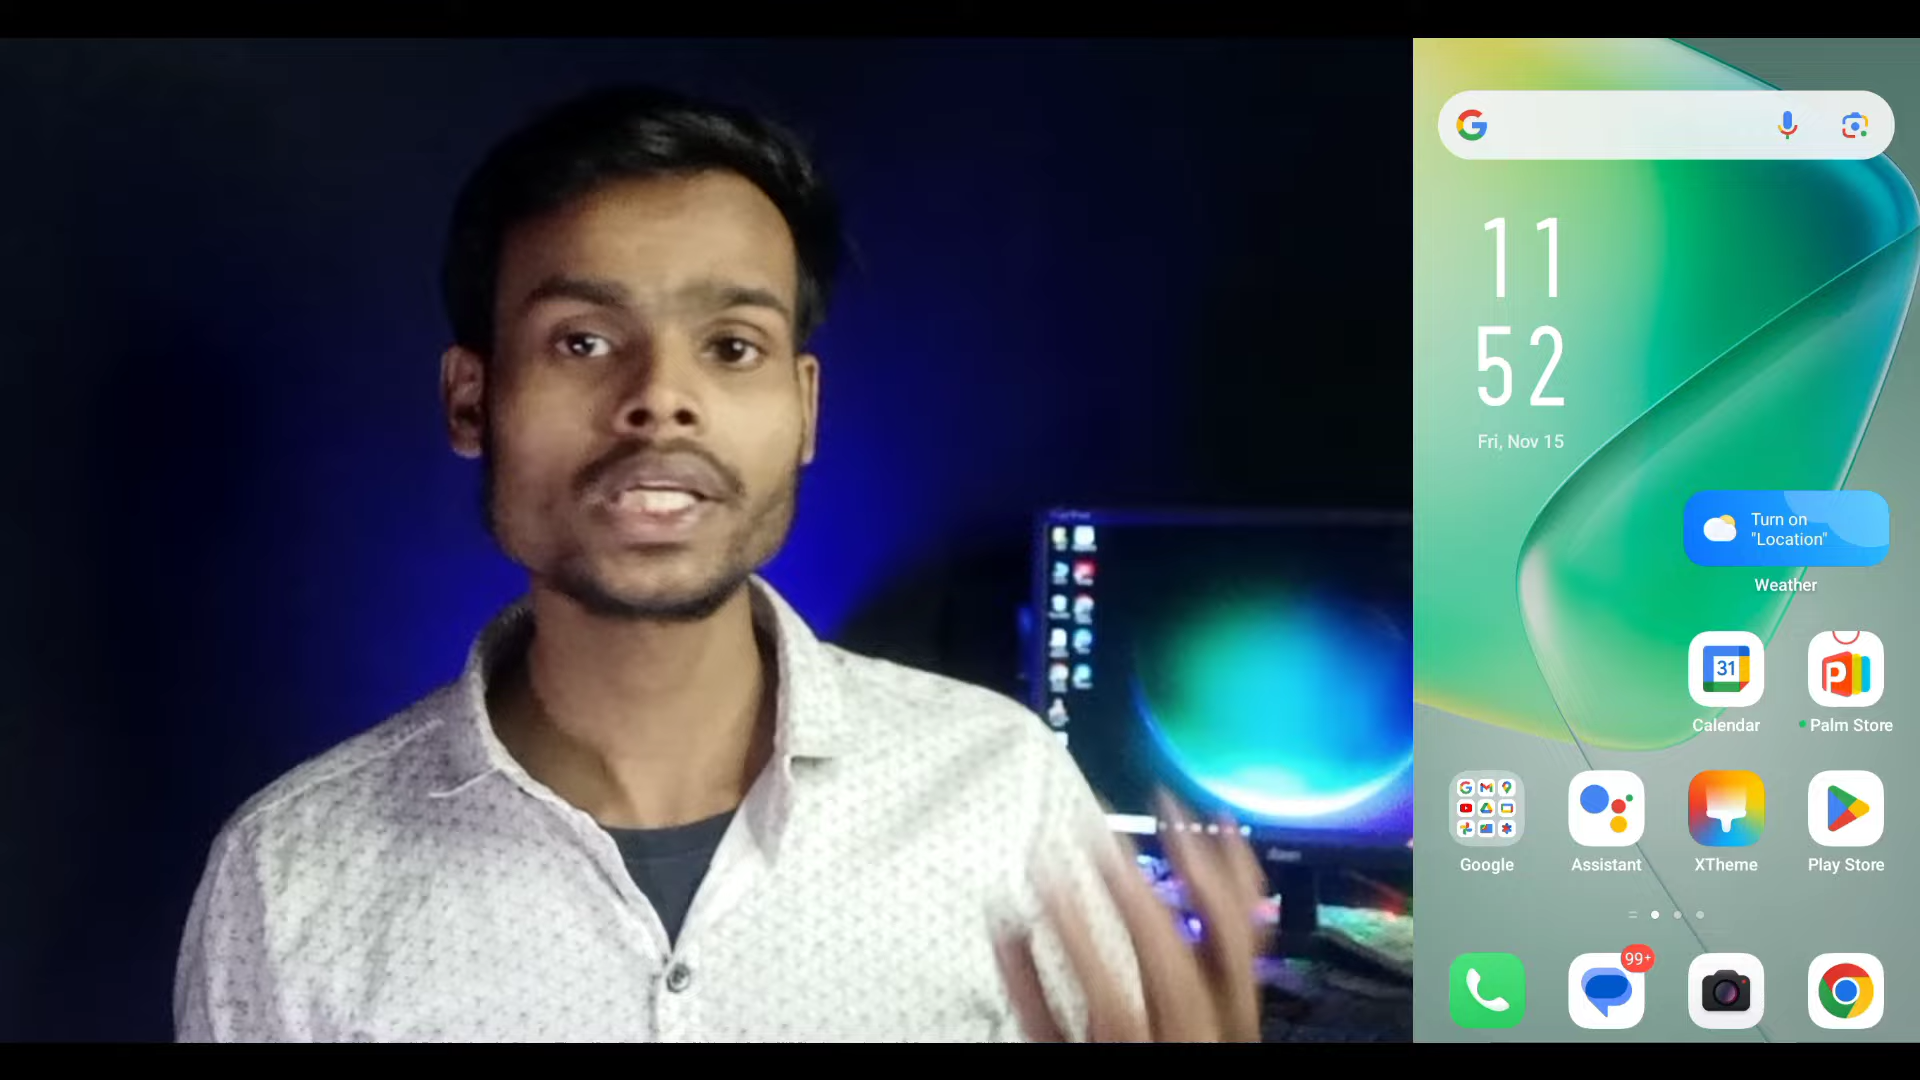 11
52
Fri, Nov 15
Turn on
"Location"
Weather
31
Calendar
Palm Store
Google
Assistant
XTheme
Play Store
99+